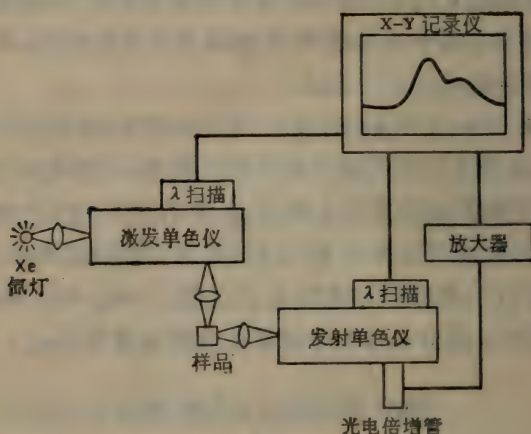 X-Y 记录仪
λ 扫描
激发单色仪
Xe
氙灯
放大器
λ 扫描
发射单色仪
样品
光电倍增管